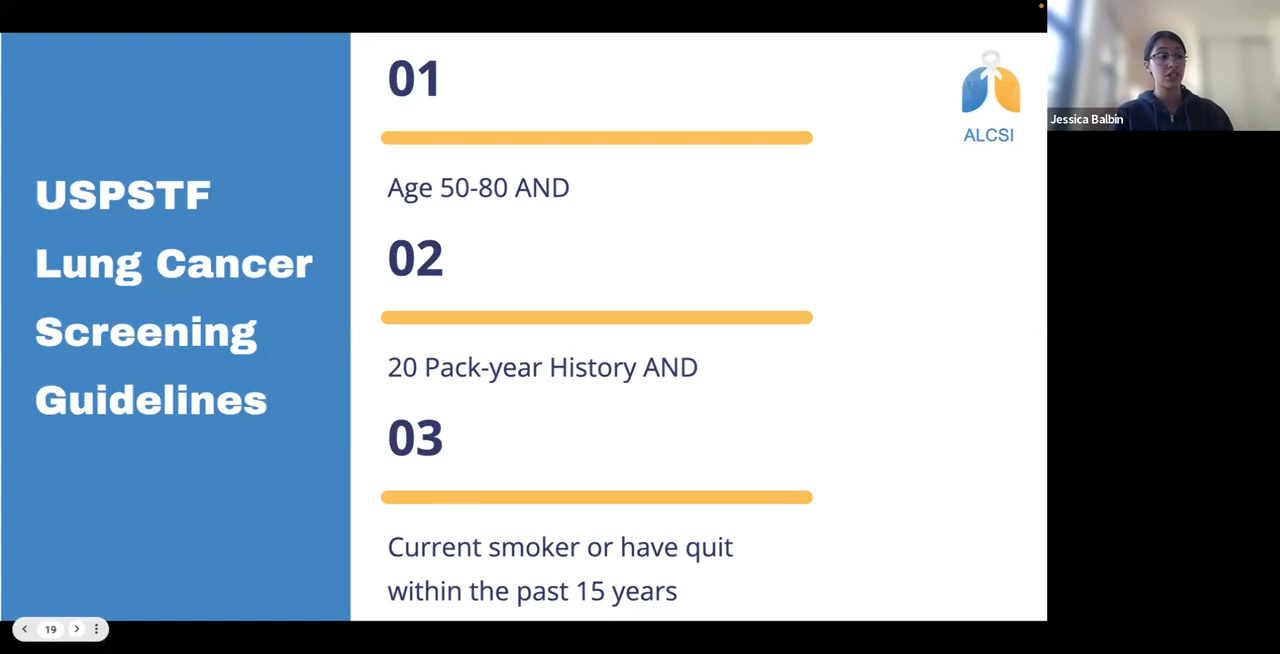 USPSTF
Lung Cancer
Screening
Guidelines
01
Age 50-80 AND
02
20 Pack-year History AND
03
Current smoker or have quit
within the past 15 years
ALCSI
Jessica Balbin
19